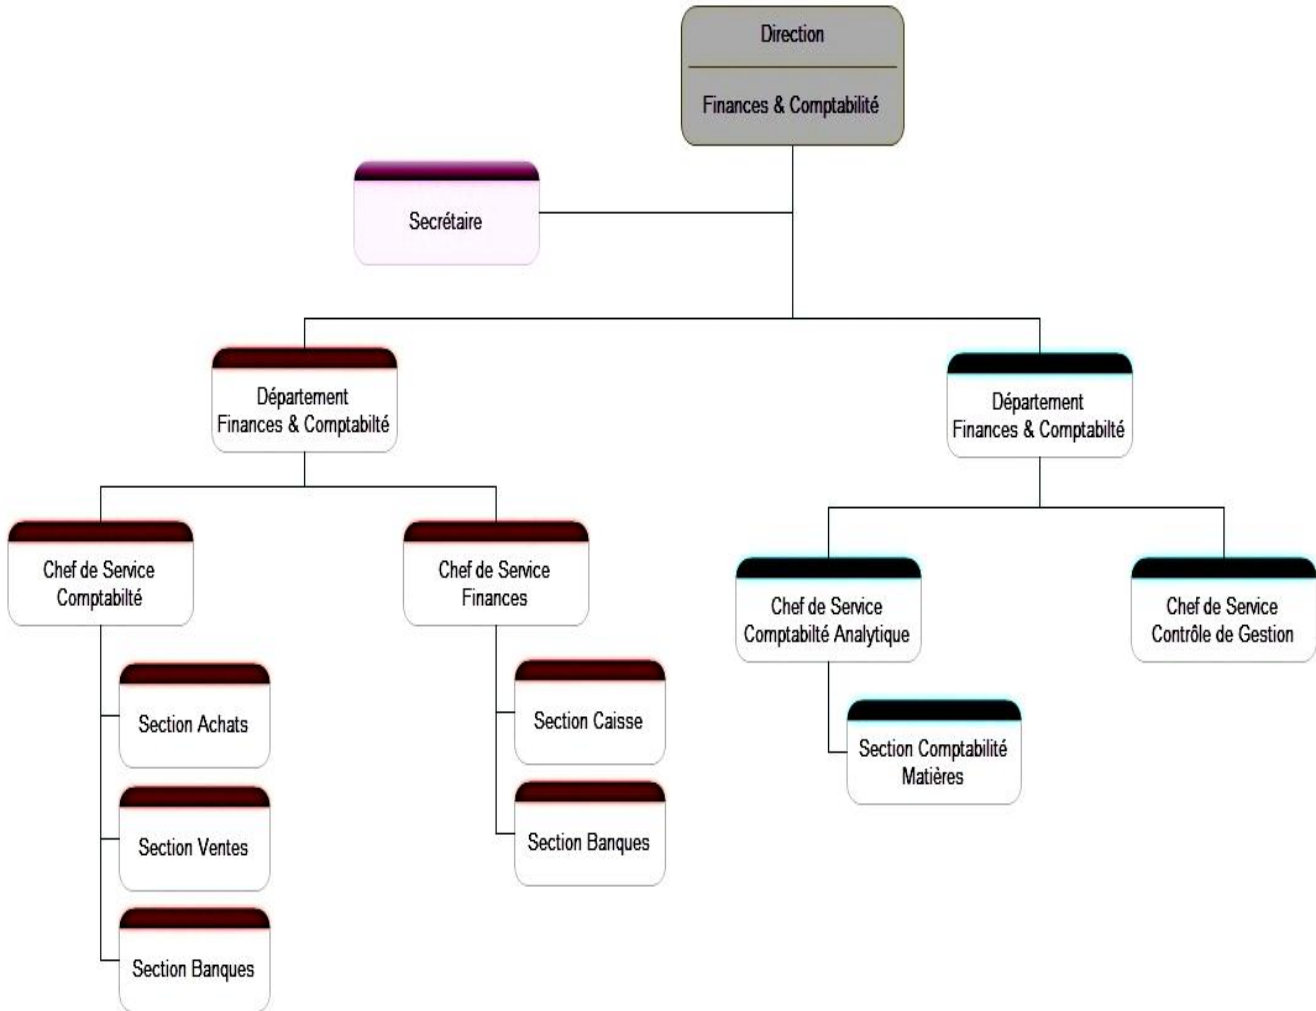 Direction
Finances & Comptabilité
Secrétaire
Département
Finances & Comptabilté
Département
Finances & Comptabilté
Chef de Service
Comptabilté
Chef de Service
Finances
Chef de Service
Comptabilté Analytique
Chef de Service
Contrôle de Gestion
Section Achats
Section Caisse
Section Comptabilité
Matières
Section Ventes
Section Banques
Section Banques